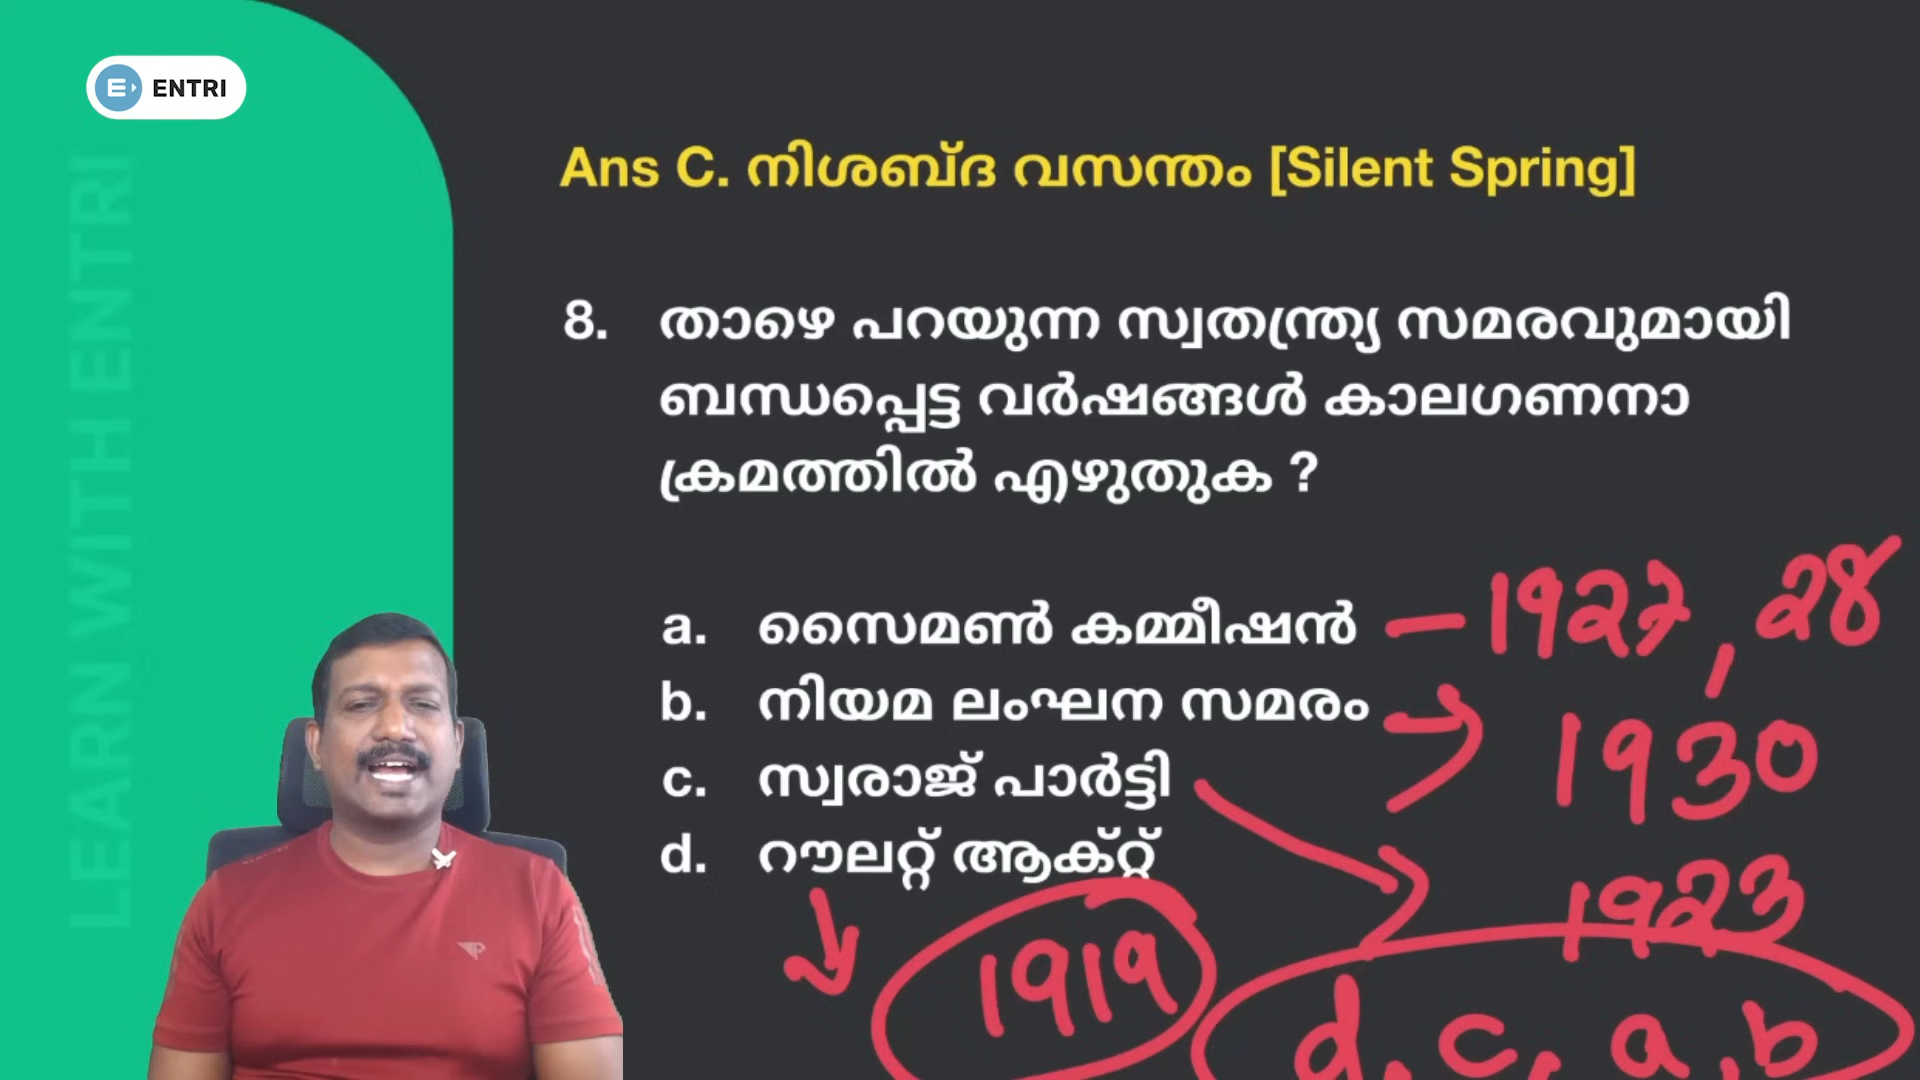 ENTRI
LEARN WITH ENTRI
Ans C. നിശബ്ദ വസന്തം [Silent Spring]
8. താഴെ പറയുന്ന സ്വതന്ത്ര്യ സമരവുമായി
ബന്ധപ്പെട്ട വർഷങ്ങൾ കാലഗണനാ
ക്രമത്തിൽ എഴുതുക ?
a. സൈമൺ കമ്മീഷൻ - 1927, 28
b. നിയമ ലംഘന സമരം → 1930
c. സ്വരാജ് പാർട്ടി → 1923
d. റൗലറ്റ് ആക്റ്റ്
1919
d, c, a, b